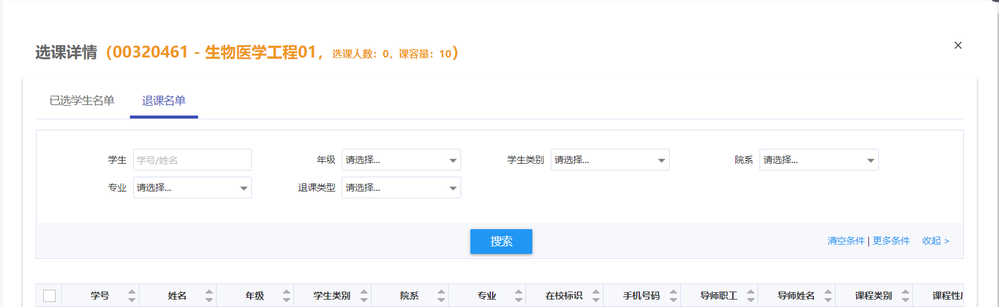 选课详情（00320461 - 生物医学工程01，选课人数：0，课容量：10）
已选学生名单 退课名单
学生 学号/姓名 年级 请选择... 学生类别 请选择... 院系 请选择...
专业 请选择... 退课类型 请选择...
搜索 清空条件 | 更多条件 收起 >
学号 姓名 年级 学生类别 院系 专业 在校标识 手机号码 导师职工 导师姓名 课程类别 课程性